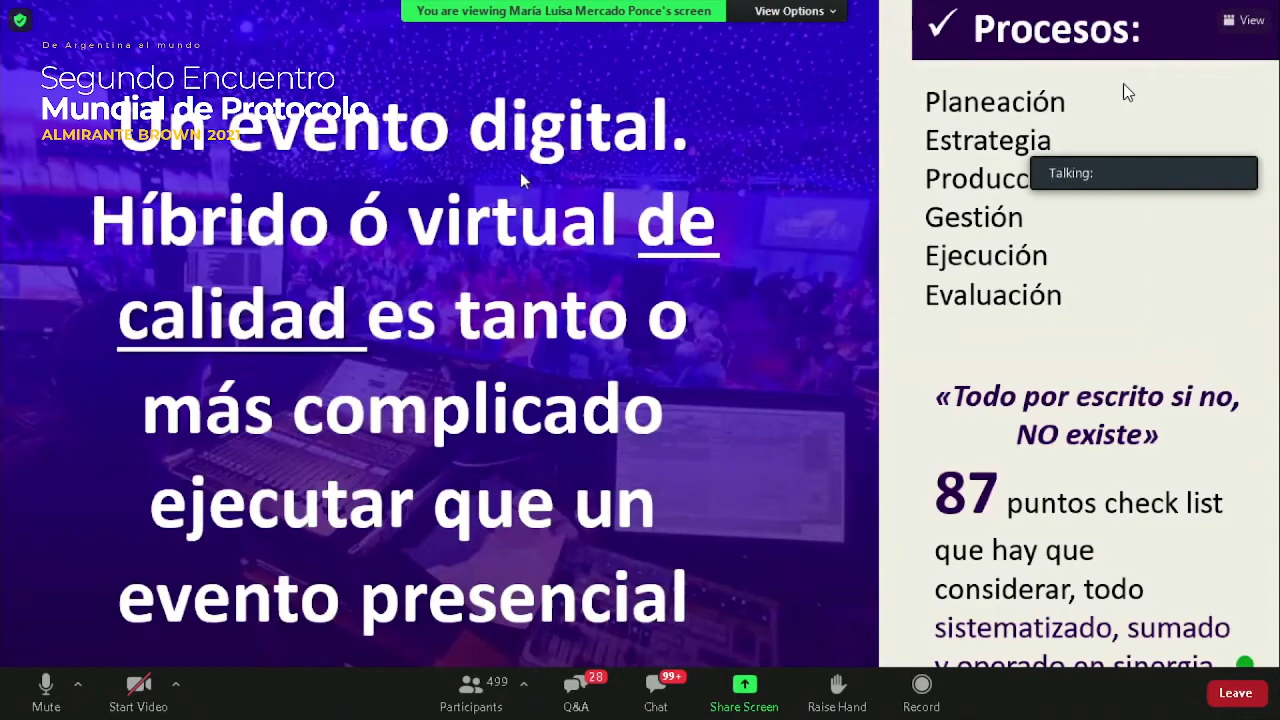 You are viewing María Luisa Mercado Ponce's screen
View Options
View
De Argentina al mundo
Segundo Encuentro
Mundial de Protocolo
ALMIRANTE BROWN 2021
Un evento digital.
Híbrido ó virtual de
calidad es tanto o
más complicado
ejecutar que un
evento presencial
✓ Procesos:
Planeación
Estrategia
Producc
Talking:
Gestión
Ejecución
Evaluación
«Todo por escrito si no,
NO existe»
87 puntos check list
que hay que
considerar, todo
sistematizado, sumado
y operado en sinergia
Mute
Start Video
499
Participants
28
Q&A
99+
Chat
Share Screen
Raise Hand
Record
Leave